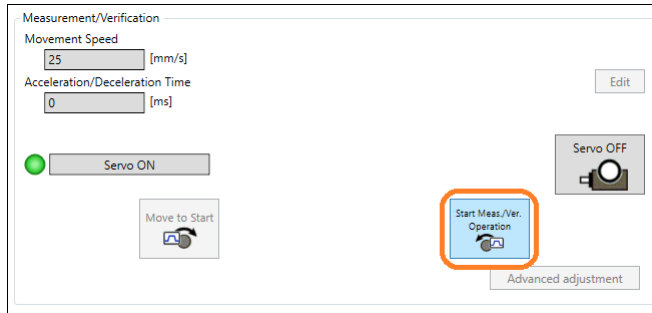 Measurement/Verification
Movement Speed
25 [mm/s]
Acceleration/Deceleration Time
0 [ms]
Edit
Servo ON
Servo OFF
Move to Start
Start Meas./Ver.
Operation
Advanced adjustment